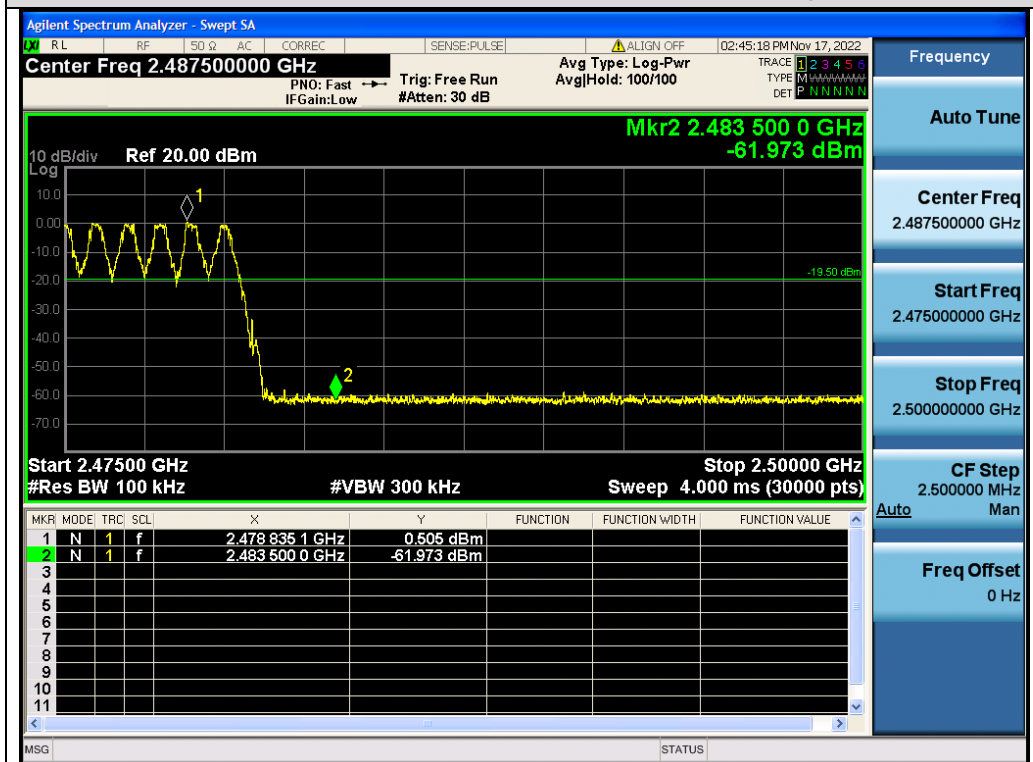 Agilent Spectrum Analyzer - Swept SA
LXI RL RF 50 Ω AC CORREC SENSE:PULSE ALIGN OFF 02:45:18 PM Nov 17, 2022
Center Freq 2.487500000 GHz
PNO: Fast
IFGain:Low
Trig: Free Run
#Atten: 30 dB
Avg Type: Log-Pwr
Avg|Hold: 100/100
TRACE 1 2 3 4 5 6
TYPE M
DET P N N N N N
Mkr2 2.483 500 0 GHz
-61.973 dBm
10 dB/div Ref 20.00 dBm
Log
10.0
0.00
-10.0
-20.0
-30.0
-40.0
-50.0
-60.0
-70.0
1
-19.50 dBm
2
Start 2.47500 GHz Stop 2.50000 GHz
#Res BW 100 kHz #VBW 300 kHz Sweep 4.000 ms (30000 pts)
MKR MODE TRC SCL X Y FUNCTION FUNCTION WIDTH FUNCTION VALUE
1 N 1 f 2.478 835 1 GHz 0.505 dBm
2 N 1 f 2.483 500 0 GHz -61.973 dBm
3
4
5
6
7
8
9
10
11
MSG STATUS
Frequency
Auto Tune
Center Freq
2.487500000 GHz
Start Freq
2.475000000 GHz
Stop Freq
2.500000000 GHz
CF Step
2.500000 MHz
Auto Man
Freq Offset
0 Hz